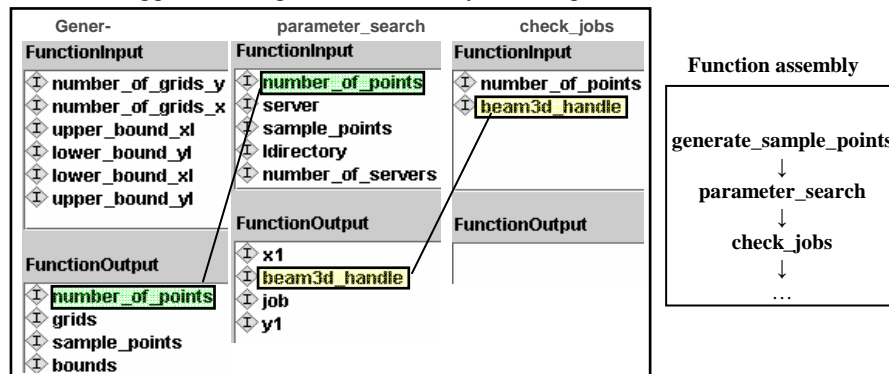 Gener-
FunctionInput
number_of_grids_y
number_of_grids_x
upper_bound_xl
lower_bound_yl
lower_bound_xl
upper_bound_yl
FunctionOutput
number_of_points
grids
sample_points
bounds
parameter_search
FunctionInput
number_of_points
server
sample_points
ldirectory
number_of_servers
FunctionOutput
x1
beam3d_handle
job
y1
check_jobs
FunctionInput
number_of_points
beam3d_handle
FunctionOutput
Function assembly
generate_sample_points
↓
parameter_search
↓
check_jobs
↓
…